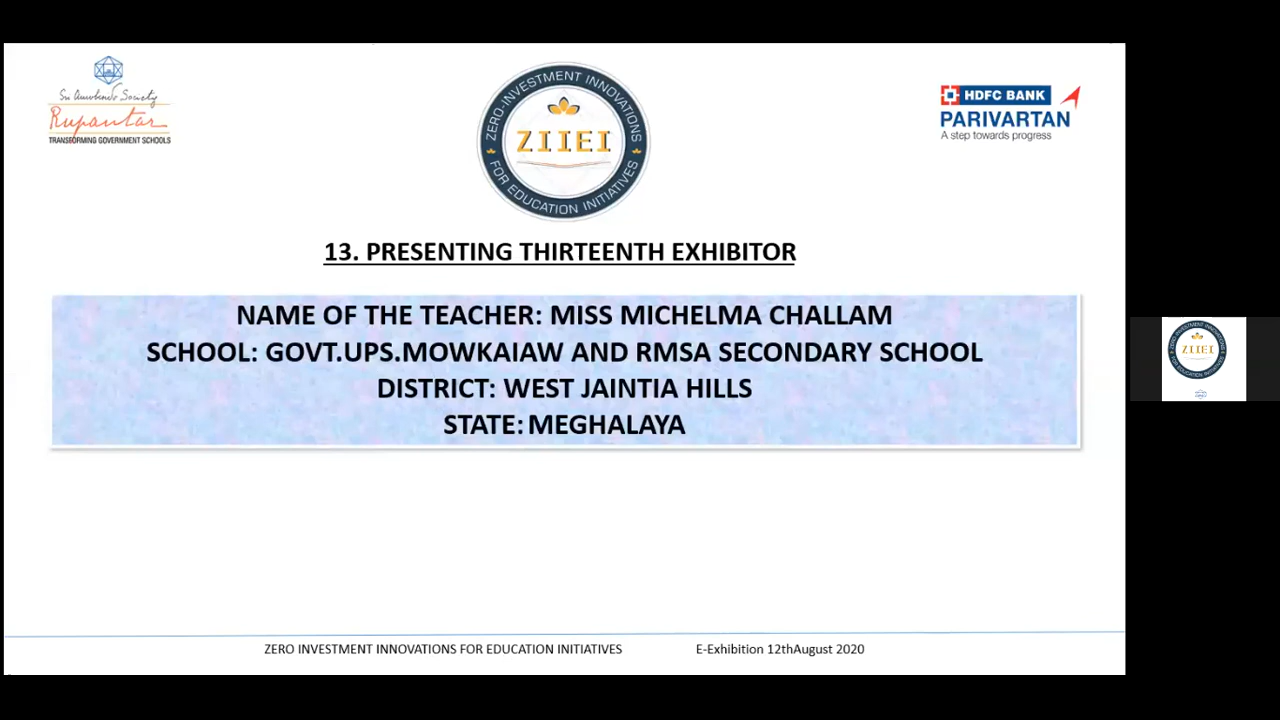 Sri Aurobindo Society
Rupantar
TRANSFORMING GOVERNMENT SCHOOLS
ZERO-INVESTMENT INNOVATIONS
ZIIEI
FOR EDUCATION INITIATIVES
HDFC BANK
PARIVARTAN
A step towards progress
13. PRESENTING THIRTEENTH EXHIBITOR
NAME OF THE TEACHER: MISS MICHELMA CHALLAM
SCHOOL: GOVT.UPS.MOWKAIAW AND RMSA SECONDARY SCHOOL
DISTRICT: WEST JAINTIA HILLS
STATE: MEGHALAYA
ZIIEI
ZERO INVESTMENT INNOVATIONS FOR EDUCATION INITIATIVES
E-Exhibition 12thAugust 2020